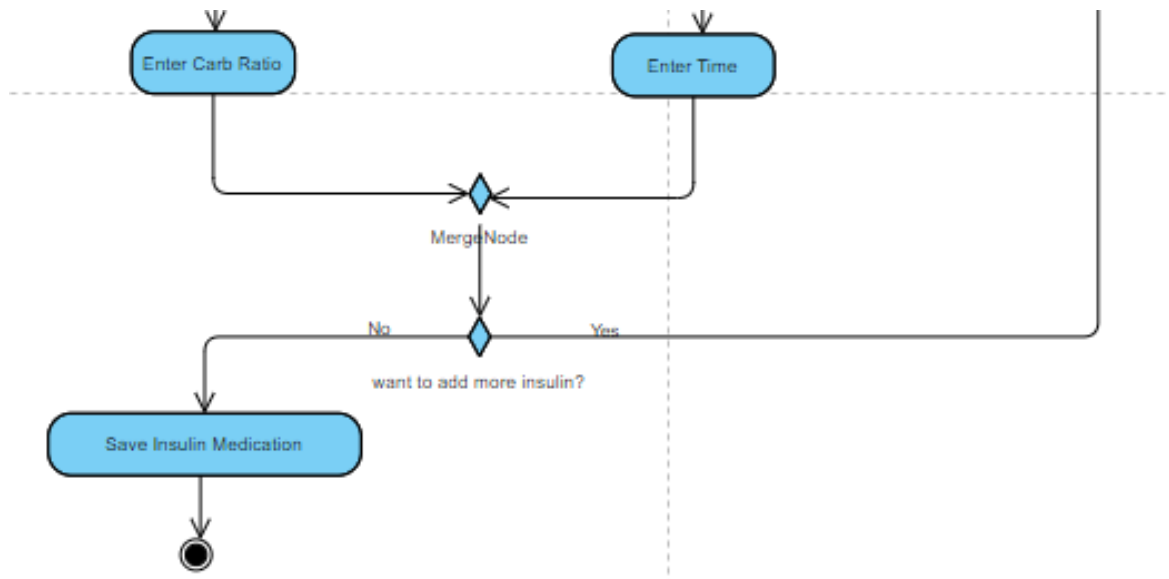 Enter Carb Ratio
Enter Time
MergeNode
No
Yes
want to add more insulin?
Save Insulin Medication